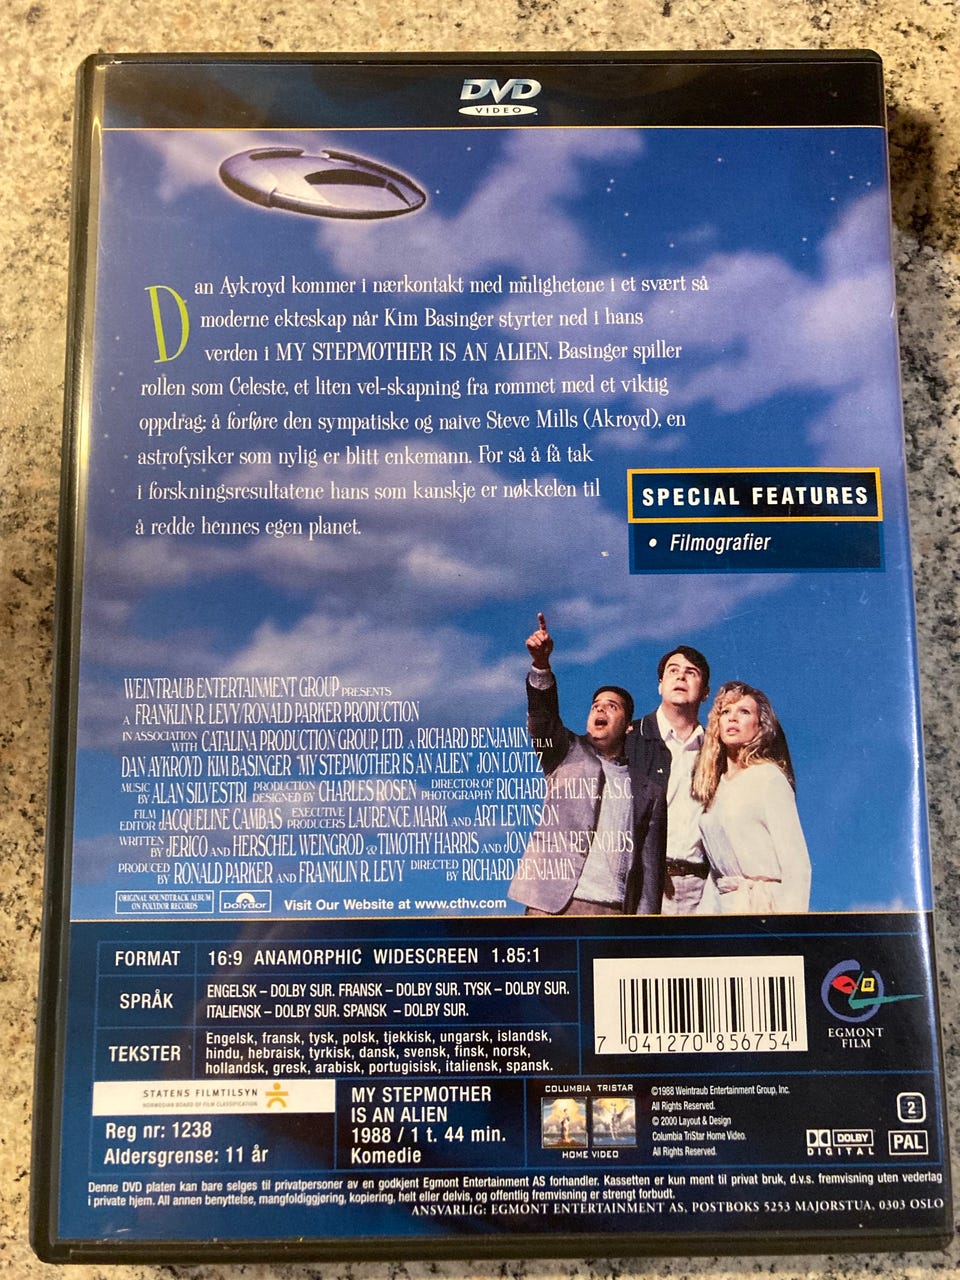 DVD
VIDEO
Dan Aykroyd kommer i nærkontakt med mulighetene i et svært så
moderne ekteskap når Kim Basinger styrter ned i hans
verden i MY STEPMOTHER IS AN ALIEN. Basinger spiller
rollen som Celeste, et liten vel-skapning fra rommet med et viktig
oppdrag: å forføre den sympatiske og naive Steve Mills (Akroyd), en
astrofysiker som nylig er blitt enkemann. For så å få tak
i forskningsresultatene hans som kanskje er nøkkelen til
å redde hennes egen planet.
SPECIAL FEATURES
• Filmografier
WEINTRAUB ENTERTAINMENT GROUP PRESENTS
A FRANKLIN R. LEVY/RONALD PARKER PRODUCTION
IN ASSOCIATION WITH CATALINA PRODUCTION GROUP, LTD. A RICHARD BENJAMIN FILM
DAN AYKROYD KIM BASINGER "MY STEPMOTHER IS AN ALIEN" JON LOVITZ
MUSIC BY ALAN SILVESTRI PRODUCTION DESIGNED BY CHARLES ROSEN DIRECTOR OF PHOTOGRAPHY RICHARD H. KLINE, A.S.C.
FILM EDITOR JACQUELINE CAMBAS EXECUTIVE PRODUCERS LAURENCE MARK AND ART LEVINSON
WRITTEN BY JERICO AND HERSCHEL WEINGROD & TIMOTHY HARRIS AND JONATHAN REYNOLDS
PRODUCED BY RONALD PARKER AND FRANKLIN R. LEVY DIRECTED BY RICHARD BENJAMIN
ORIGINAL SOUNDTRACK ALBUM
ON POLYDOR RECORDS
Polydor
Visit Our Website at www.cthv.com
FORMAT 16:9 ANAMORPHIC WIDESCREEN 1.85:1
SPRÅK ENGELSK – DOLBY SUR. FRANSK – DOLBY SUR. TYSK – DOLBY SUR.
ITALIENSK – DOLBY SUR. SPANSK – DOLBY SUR.
TEKSTER Engelsk, fransk, tysk, polsk, tjekkisk, ungarsk, islandsk,
hindu, hebraisk, tyrkisk, dansk, svensk, finsk, norsk,
hollandsk, gresk, arabisk, portugisisk, italiensk, spansk.
7 041270 856754
EGMONT
FILM
STATENS FILMTILSYN
NORWEGIAN BOARD OF FILM CLASSIFICATION
Reg nr: 1238
Aldersgrense: 11 år
MY STEPMOTHER
IS AN ALIEN
1988 / 1 t. 44 min.
Komedie
COLUMBIA TRISTAR
HOME VIDEO
©1988 Weintraub Entertainment Group, Inc.
All Rights Reserved.
© 2000 Layout & Design
Columbia TriStar Home Video.
All Rights Reserved.
DOLBY
DIGITAL
2
PAL
Denne DVD platen kan bare selges til privatpersoner av en godkjent Egmont Entertainment AS forhandler. Kassetten er kun ment til privat bruk, d.v.s. fremvisning uten vederlag
i private hjem. All annen benyttelse, mangfoldiggjøring, kopiering, helt eller delvis, og offentlig fremvisning er strengt forbudt.
ANSVARLIG: EGMONT ENTERTAINMENT AS, POSTBOKS 5253 MAJORSTUA, 0303 OSLO